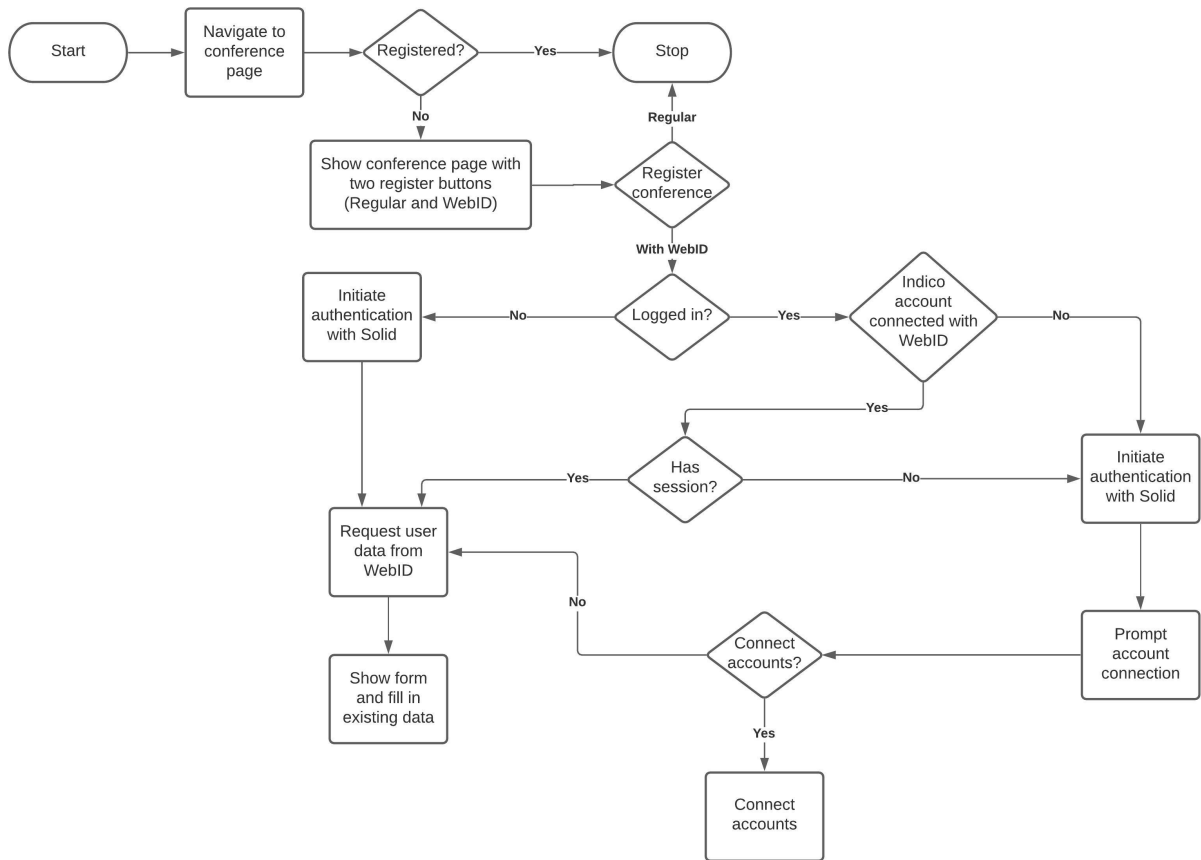 Start
Navigate to
conference
page
Registered?
Yes
Stop
No
Regular
Show conference page with
two register buttons
(Regular and WebID)
Register
conference
With WebID
Initiate
authentication
with Solid
No
Logged in?
Yes
Indico
account
connected with
WebID
No
Yes
Has
session?
Yes
No
Initiate
authentication
with Solid
Request user
data from
WebID
No
Connect
accounts?
Prompt
account
connection
Show form
and fill in
existing data
Yes
Connect
accounts